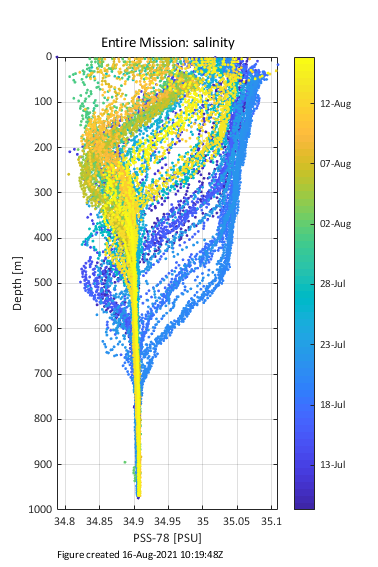 Entire Mission: salinity
0
100
200
300
400
500
600
700
800
900
1000
Depth [m]
34.8 34.85 34.9 34.95 35 35.05 35.1
PSS-78 [PSU]
12-Aug
07-Aug
02-Aug
28-Jul
23-Jul
18-Jul
13-Jul
Figure created 16-Aug-2021 10:19:48Z